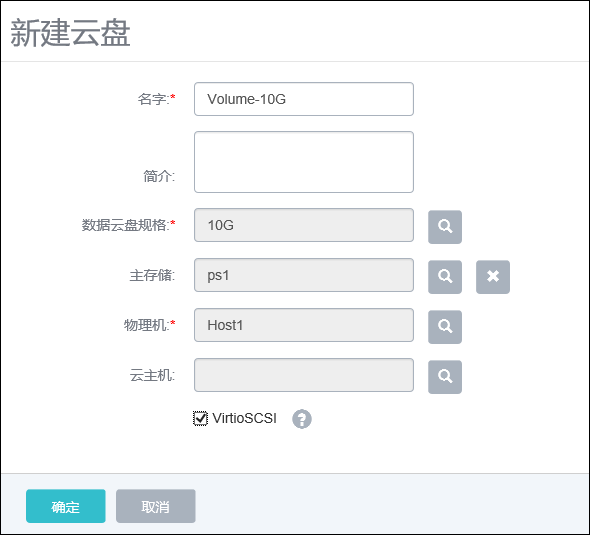 新建云盘
名字:* Volume-10G
简介:
数据云盘规格:* 10G
主存储: ps1
物理机:* Host1
云主机:
VirtioSCSI ?
确定 取消